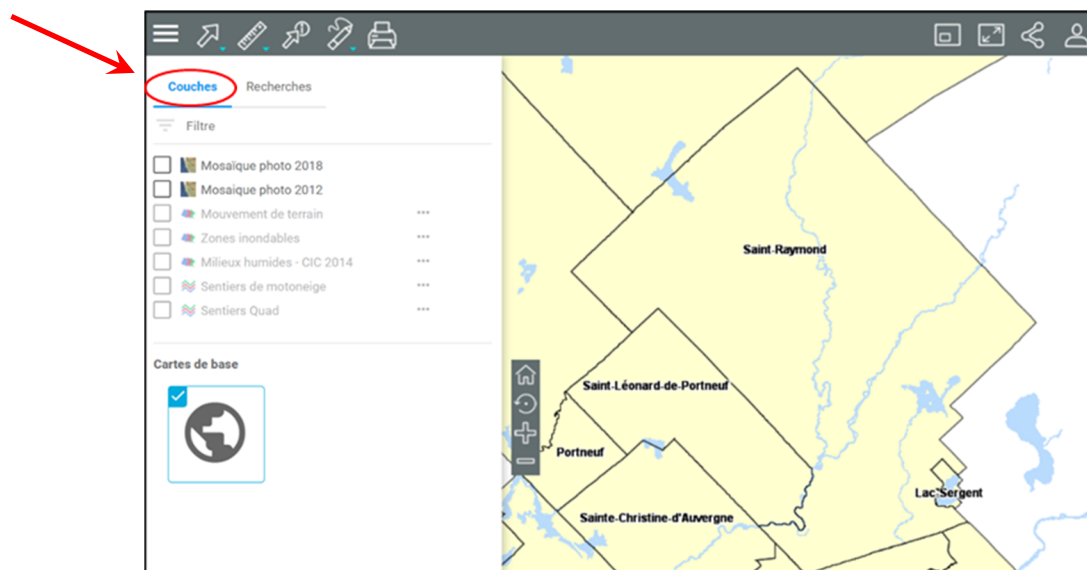 Couches
Recherches
Filtre
Mosaïque photo 2018
Mosaique photo 2012
Mouvement de terrain
Zones inondables
Milieux humides - CIC 2014
Sentiers de motoneige
Sentiers Quad
Cartes de base
Saint-Raymond
Saint-Léonard-de-Portneuf
Portneuf
Lac Sergent
Sainte-Christine-d'Auvergne